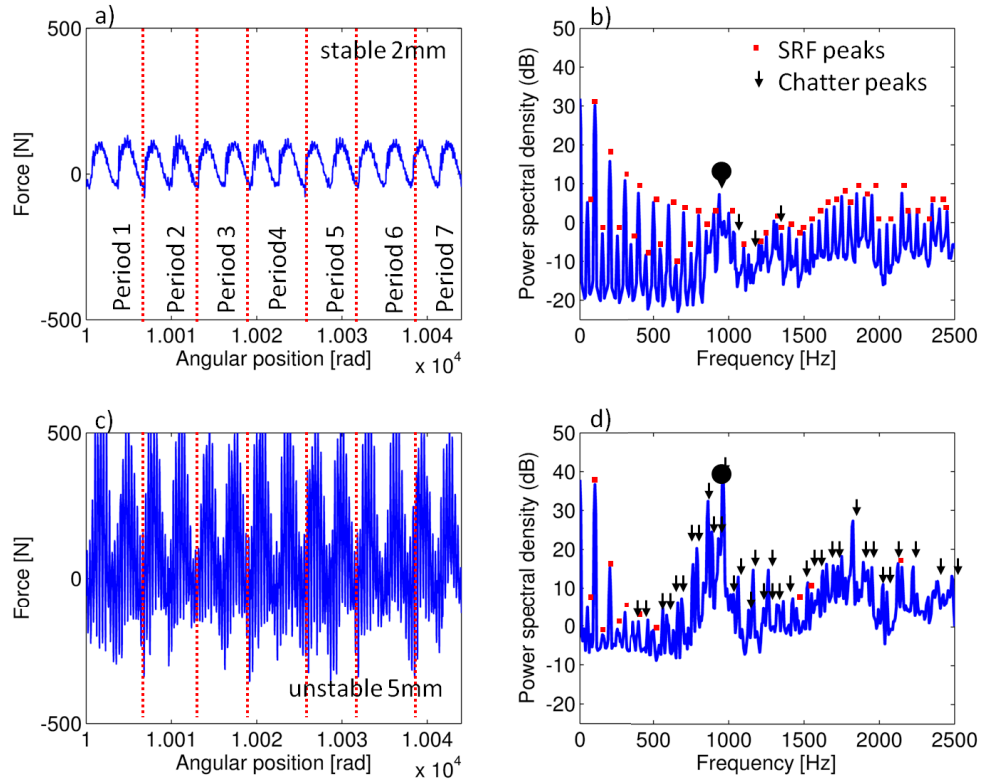 a)
500
0
-500
Force [N]
stable 2mm
Period 1
Period 2
Period 3
Period4
Period 5
Period 6
Period 7
1 1.001 1.002 1.003 1.004
Angular position [rad]
x 10^4
b)
50
40
30
20
10
0
-10
-20
Power spectral density (dB)
SRF peaks
Chatter peaks
0 500 1000 1500 2000 2500
Frequency [Hz]
c)
500
0
-500
Force [N]
unstable 5mm
1 1.001 1.002 1.003 1.004
Angular position [rad]
x 10^4
d)
50
40
30
20
10
0
-10
-20
Power spectral density (dB)
0 500 1000 1500 2000 2500
Frequency [Hz]